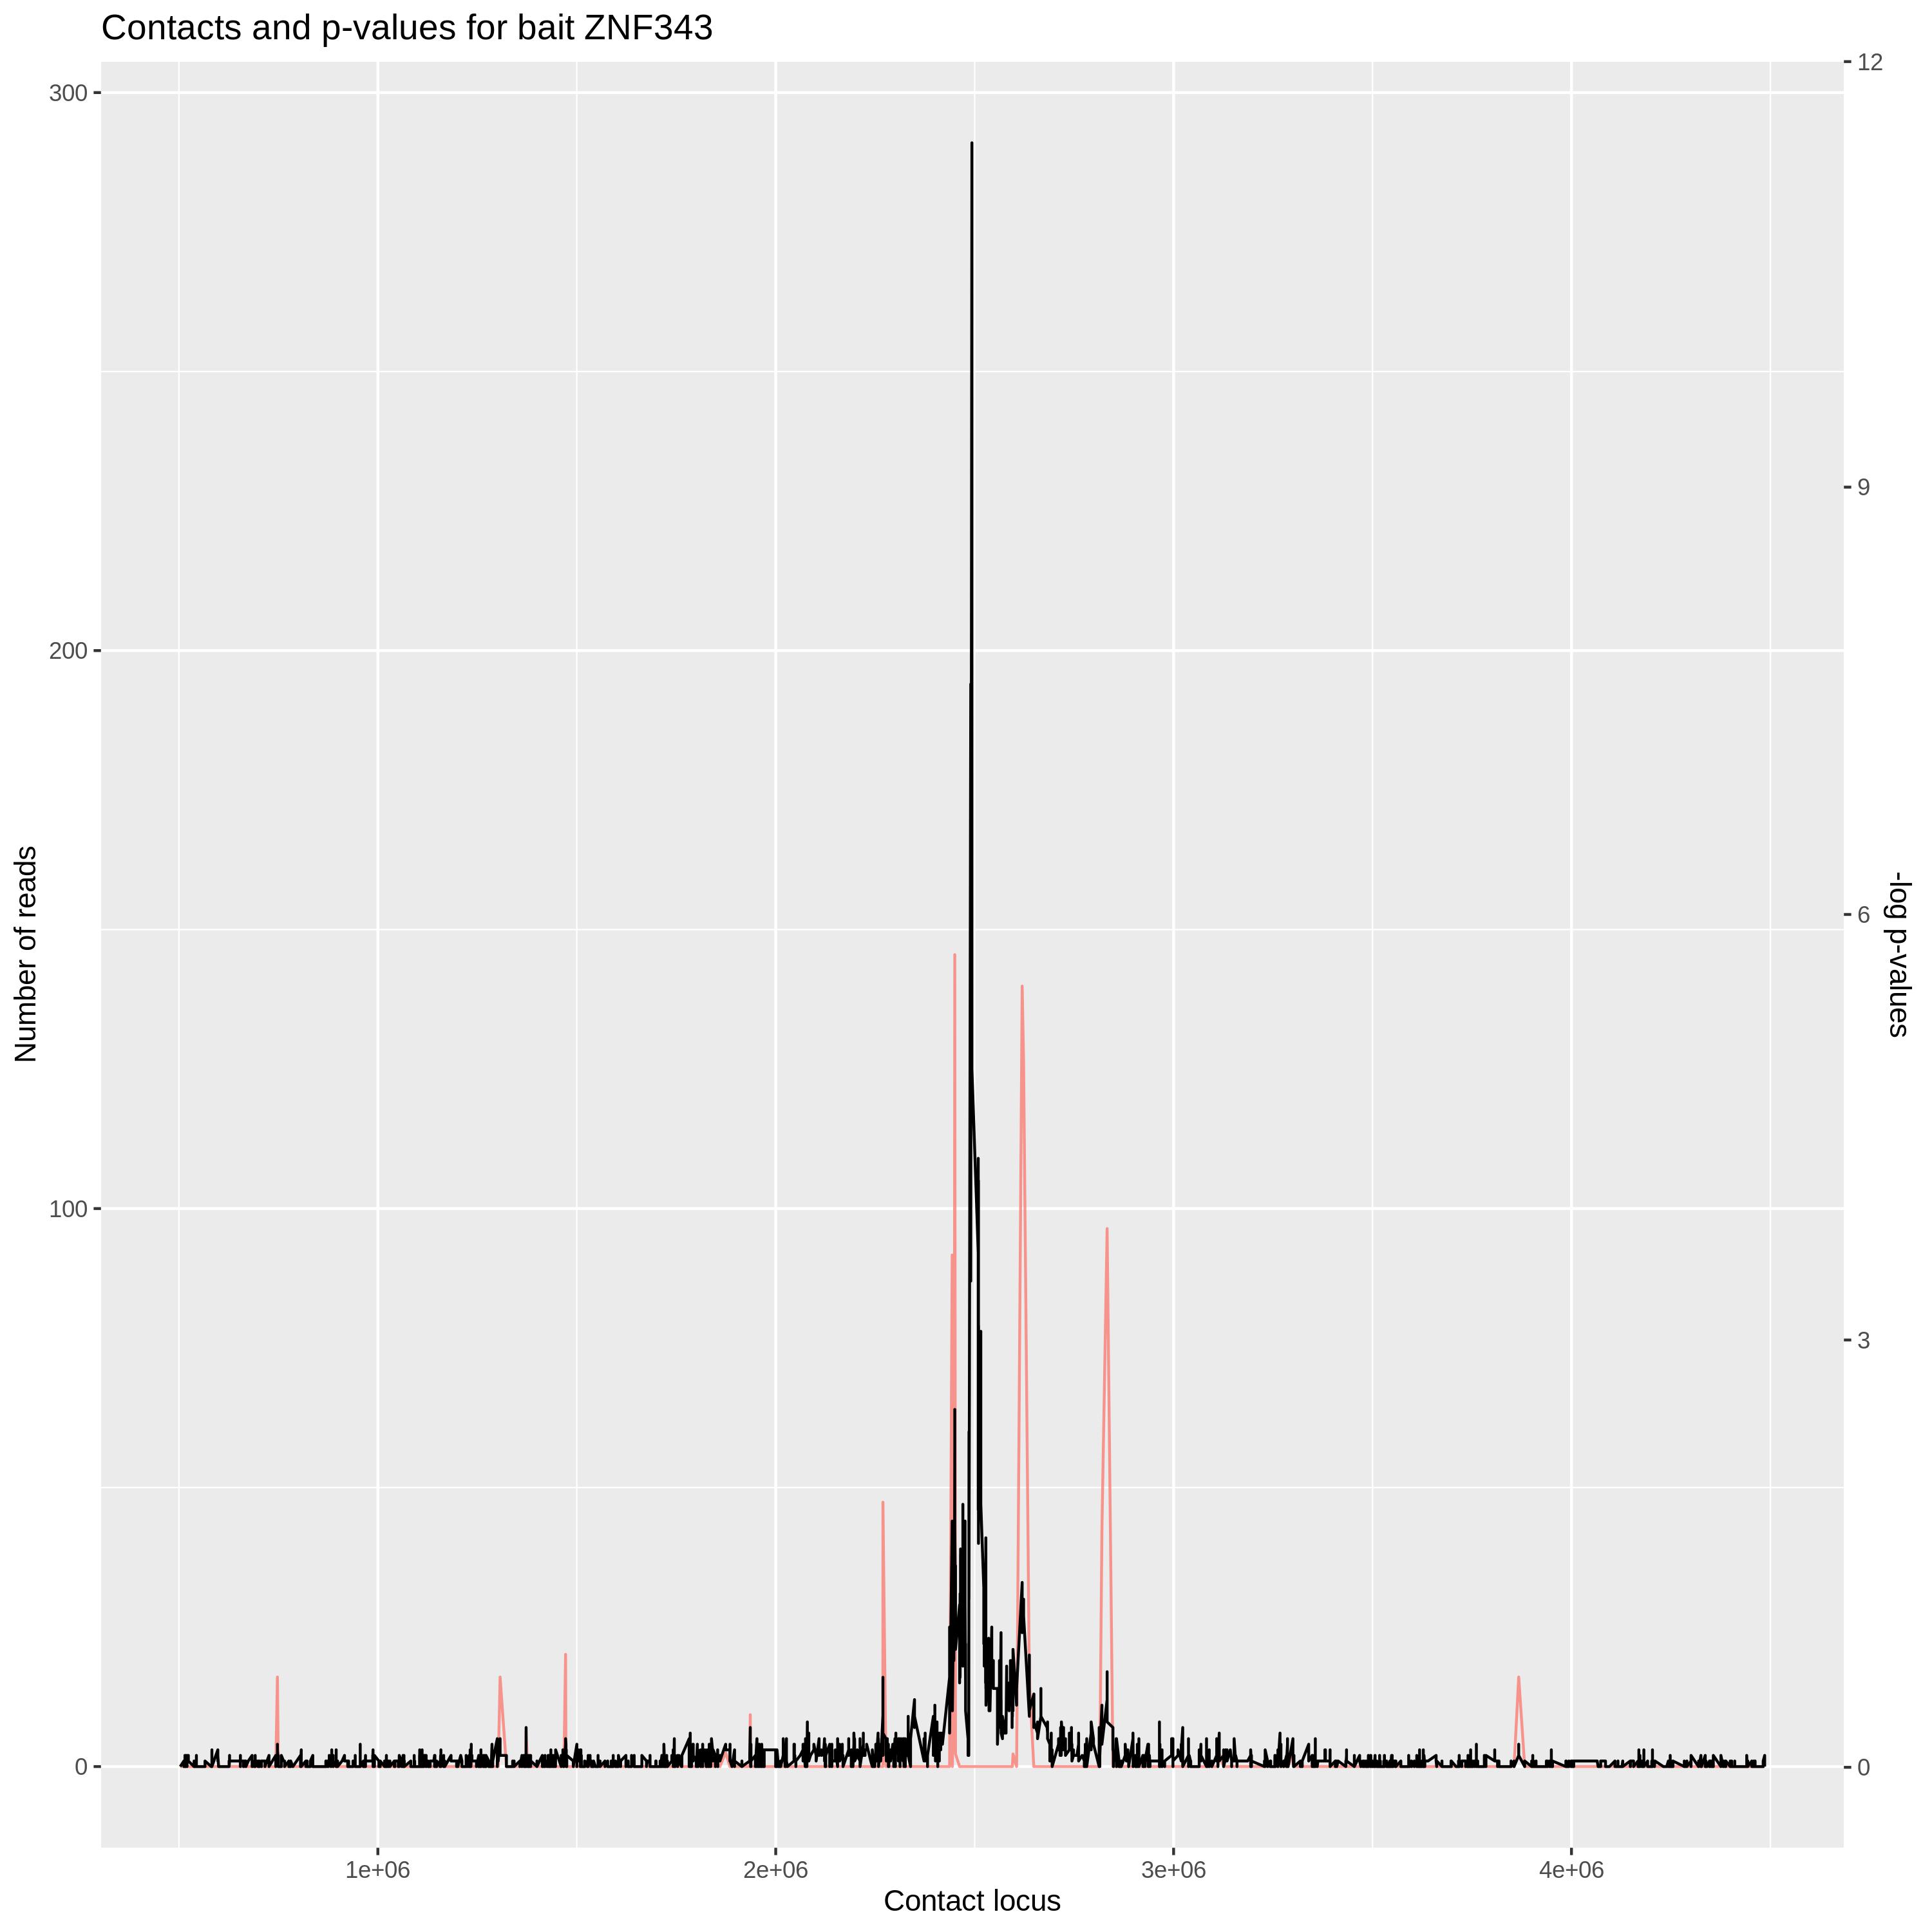 Contacts and p-values for bait ZNF343
300
200
100
0
Number of reads
12
9
6
3
0
-log p-values
1e+06
2e+06
3e+06
4e+06
Contact locus